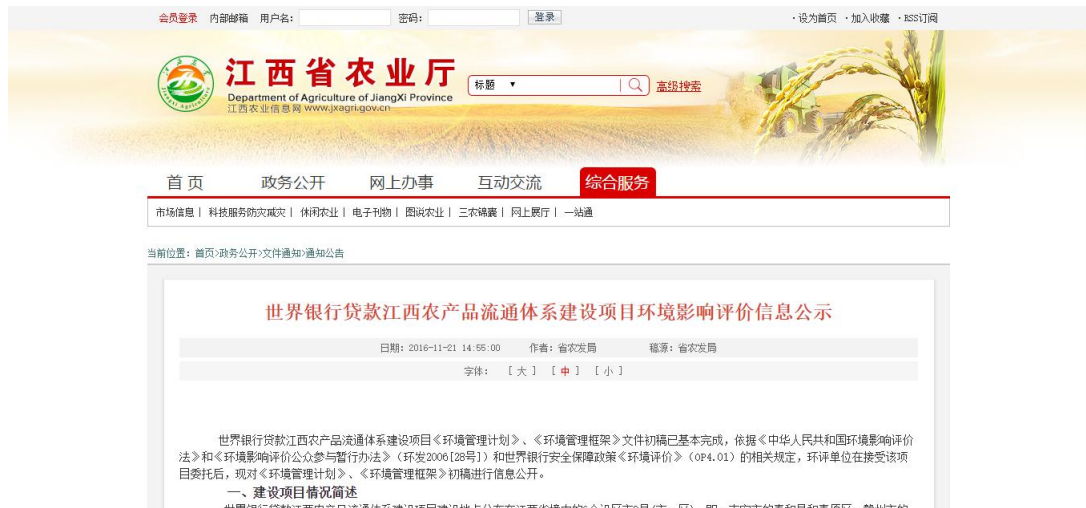 会员登录 内部邮箱 用户名: 密码: 登录 ·设为首页 ·加入收藏 ·RSS订阅
江西省农业厅
Department of Agriculture of JiangXi Province
江西农业信息网 www.jxagri.gov.cn
标题 ▼ 高级搜索
首页 政务公开 网上办事 互动交流 综合服务
市场信息| 科技服务防灾减灾| 休闲农业| 电子刊物| 图说农业| 三农锦囊| 网上展厅| 一站通
当前位置: 首页>政务公开>文件通知>通知公告
世界银行贷款江西农产品流通体系建设项目环境影响评价信息公示
日期: 2016-11-21 14:55:00 作者: 省农发局 稿源: 省农发局
字体: [大] [中] [小]
世界银行贷款江西农产品流通体系建设项目《环境管理计划》、《环境管理框架》文件初稿已基本完成，依据《中华人民共和国环境影响评价
法》和《环境影响评价公众参与暂行办法》（环发2006[28号]）和世界银行安全保障政策《环境评价》（OP4.01）的相关规定，环评单位在接受该项
目委托后，现对《环境管理计划》、《环境管理框架》初稿进行信息公开。
一、建设项目情况简述